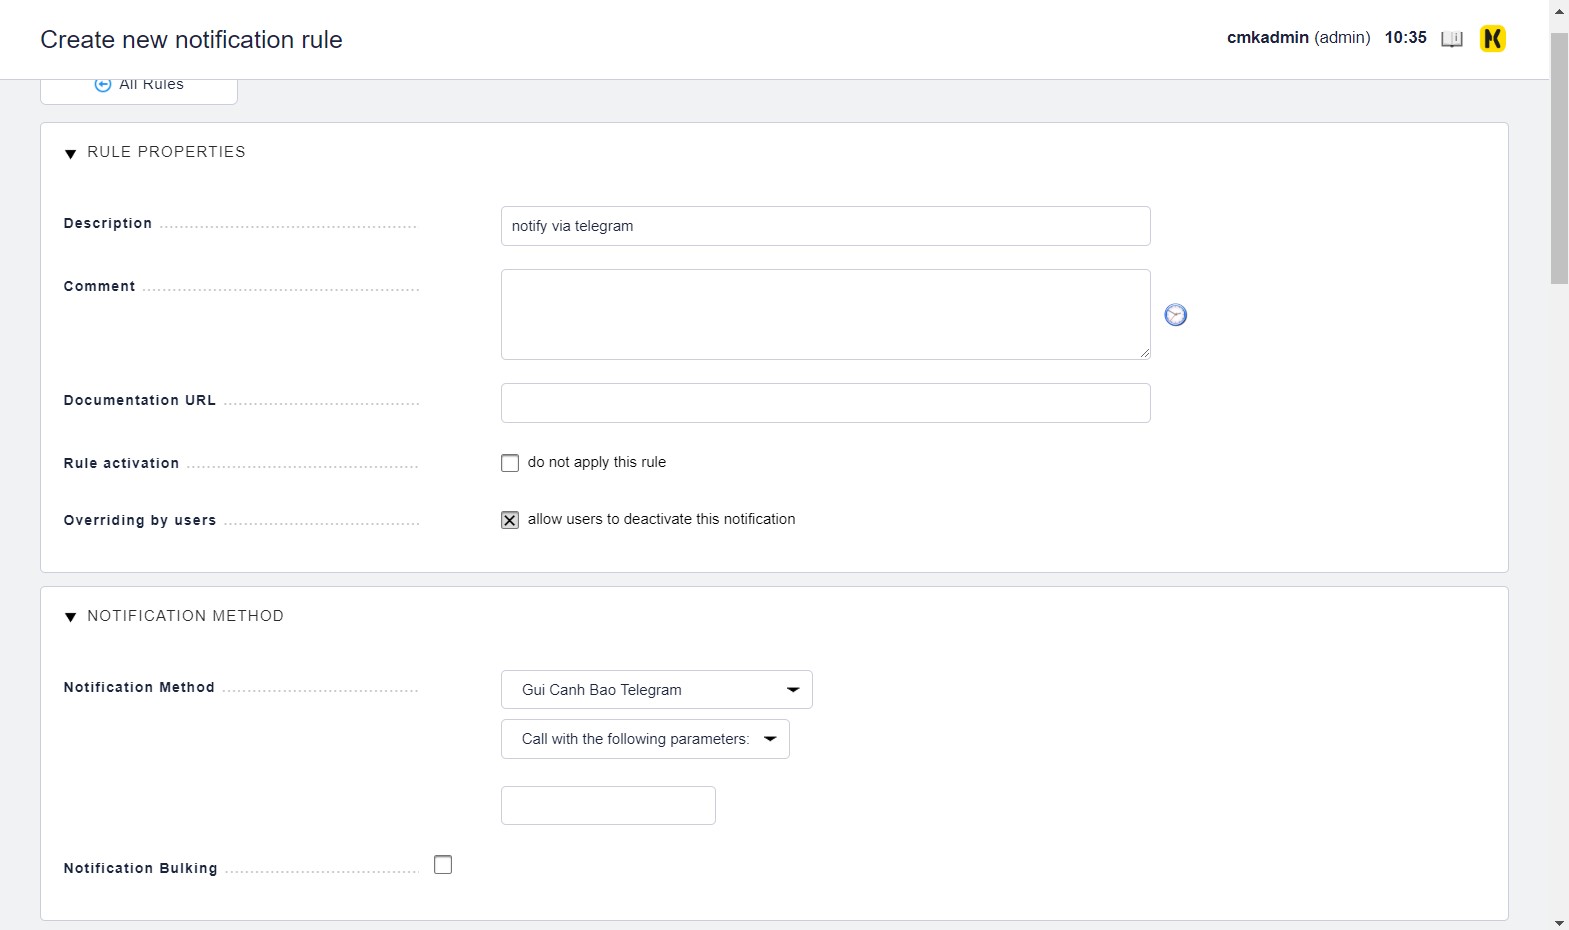 Create new notification rule
cmkadmin (admin) 10:35
All Rules
RULE PROPERTIES
Description
notify via telegram
Comment
Documentation URL
Rule activation
do not apply this rule
Overriding by users
allow users to deactivate this notification
NOTIFICATION METHOD
Notification Method
Gui Canh Bao Telegram
Call with the following parameters:
Notification Bulking